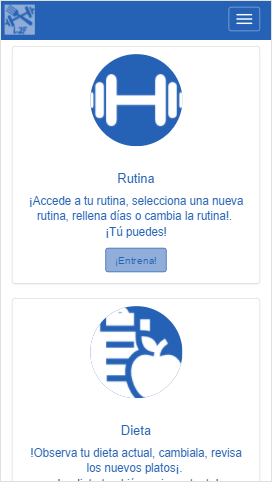 L2F
Rutina
¡Accede a tu rutina, selecciona una nueva
rutina, rellena días o cambia la rutina!.
¡Tú puedes!
¡Entrena!
Dieta
!Observa tu dieta actual, cambiala, revisa
los nuevos platos¡.